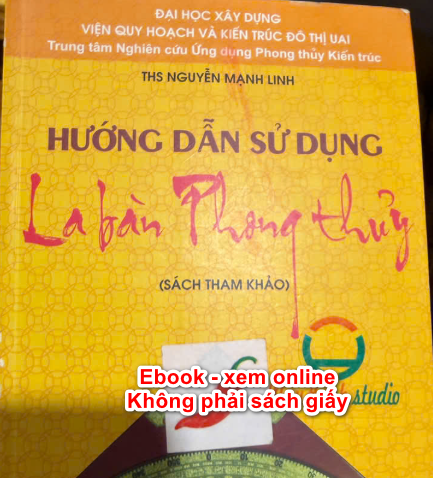 ĐẠI HỌC XÂY DỰNG
VIỆN QUY HOẠCH VÀ KIẾN TRÚC ĐÔ THỊ UAI
Trung tâm Nghiên cứu Ứng dụng Phong thủy Kiến trúc
THS NGUYỄN MẠNH LINH
HƯỚNG DẪN SỬ DỤNG
La bàn Phong thủy
(SÁCH THAM KHẢO)
Ebook - xem online
Không phải sách giấy
studio